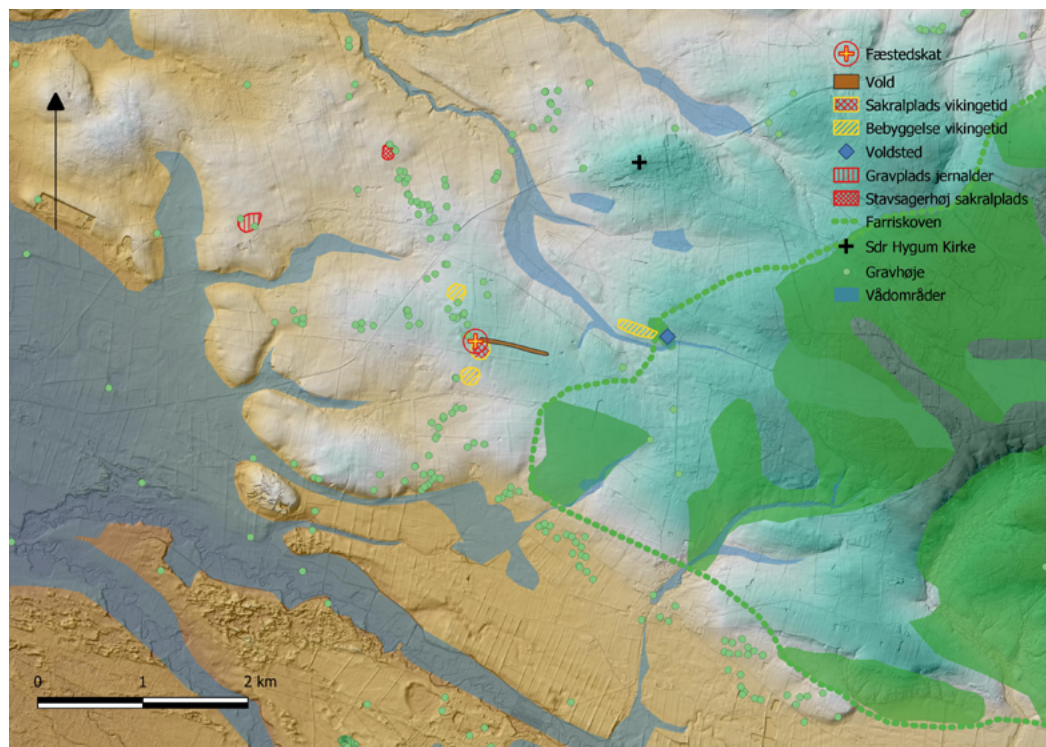 Fæstedskat
Vold
Sakralplads vikingetid
Bebyggelse vikingetid
Voldsted
Gravplads jernalder
Stavsagerhøj sakralplads
Farriskoven
Sdr Hygum Kirke
Gravhøje
Vådområder
0 1 2 km